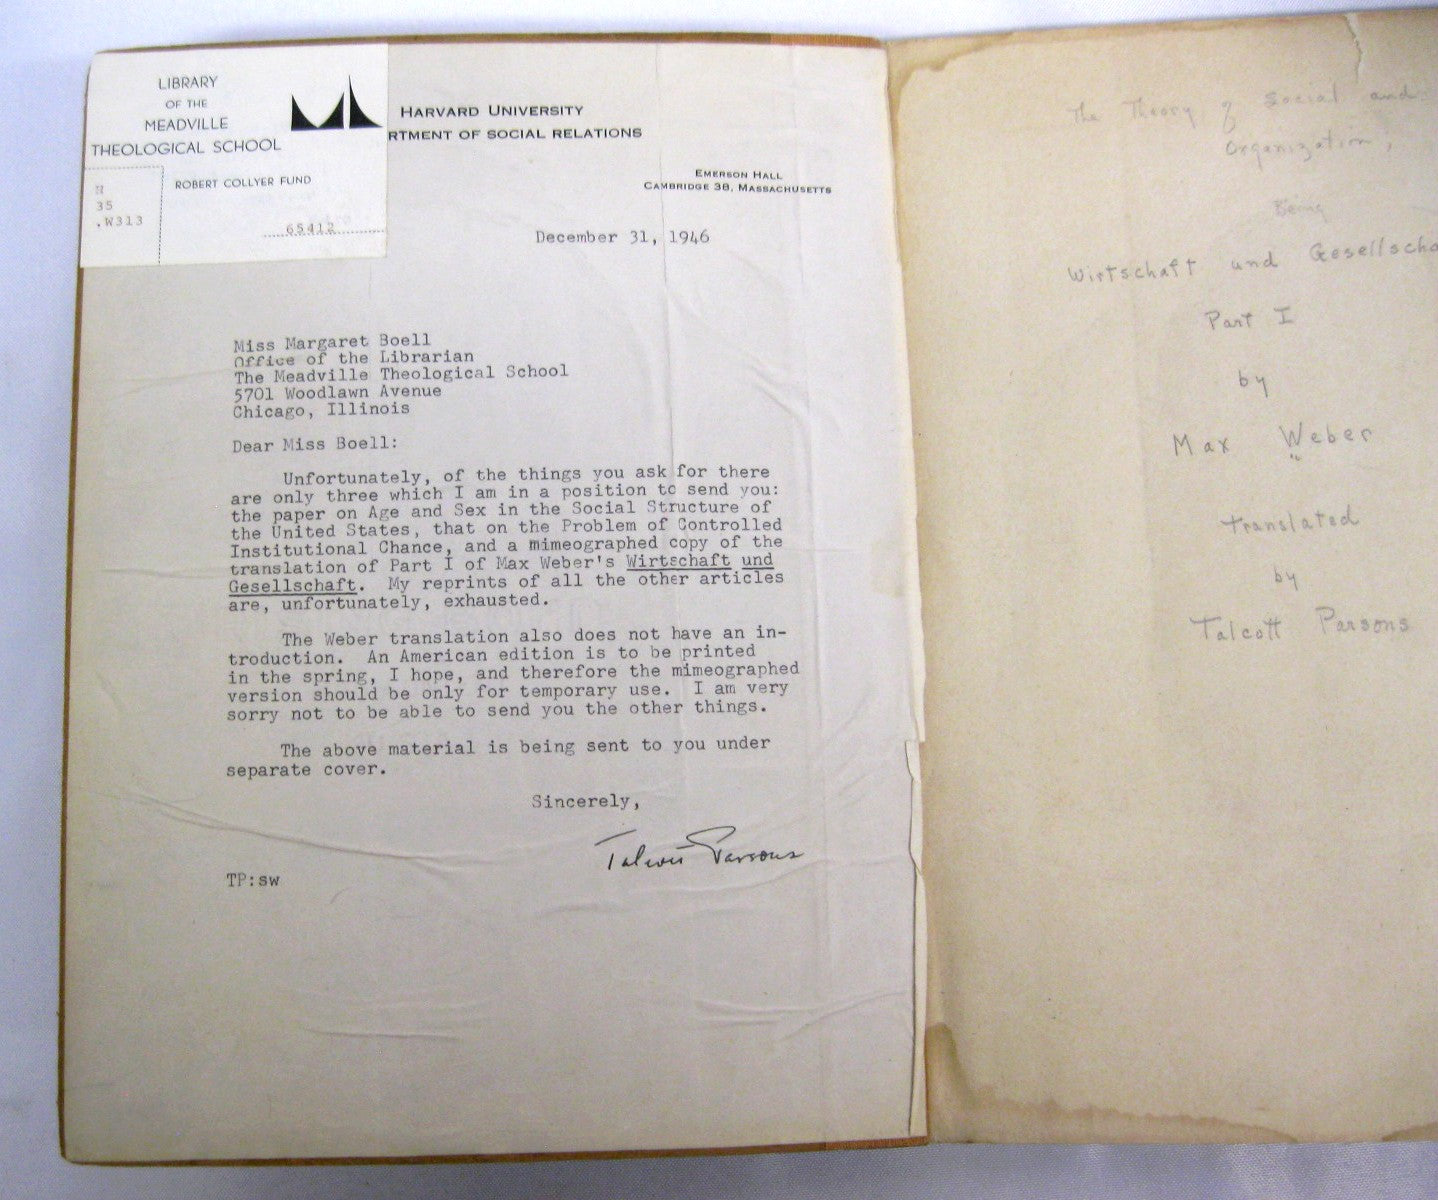 LIBRARY
OF THE
MEADVILLE
THEOLOGICAL SCHOOL
ROBERT COLLYER FUND
H
35
.W313
65412
HARVARD UNIVERSITY
RTMENT OF SOCIAL RELATIONS
EMERSON HALL
CAMBRIDGE 38, MASSACHUSETTS
December 31, 1946
Miss Margaret Boell
Office of the Librarian
The Meadville Theological School
5701 Woodlawn Avenue
Chicago, Illinois
Dear Miss Boell:
Unfortunately, of the things you ask for there
are only three which I am in a position to send you:
the paper on Age and Sex in the Social Structure of
the United States, that on the Problem of Controlled
Institutional Chance, and a mimeographed copy of the
translation of Part I of Max Weber's Wirtschaft und
Gesellschaft. My reprints of all the other articles
are, unfortunately, exhausted.
The Weber translation also does not have an in-
troduction. An American edition is to be printed
in the spring, I hope, and therefore the mimeographed
version should be only for temporary use. I am very
sorry not to be able to send you the other things.
The above material is being sent to you under
separate cover.
Sincerely,
Talcott Parsons
TP:sw
The Theory of Social and
Organization,
Being
Wirtschaft und Gesellscha
Part I
by
Max Weber
translated
by
Talcott Parsons